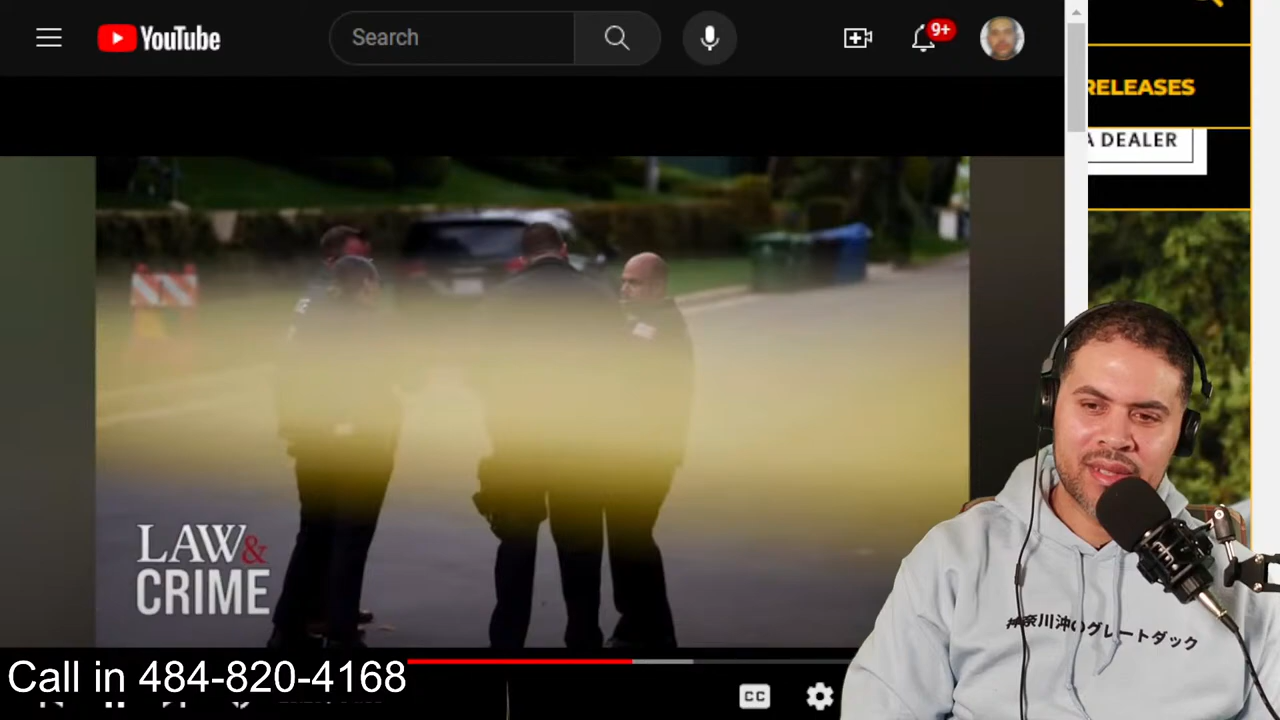 YouTube
Search
9+
RELEASES
A DEALER
LAW&
CRIME
神奈川沖のグレートダック
Call in 484-820-4168
CC